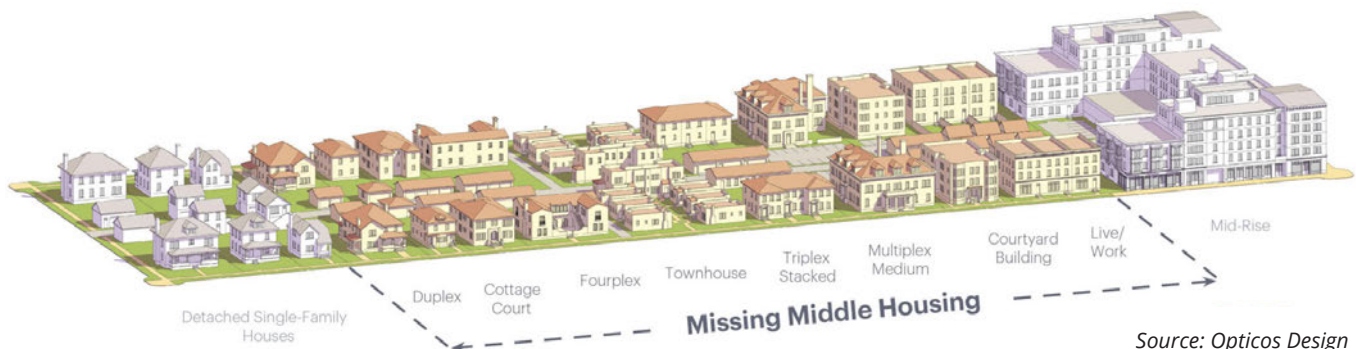 Detached Single-Family
Houses
Duplex
Cottage
Court
Fourplex
Townhouse
Triplex
Stacked
Multiplex
Medium
Courtyard
Building
Live/
Work
Mid-Rise
Missing Middle Housing
Source: Opticos Design